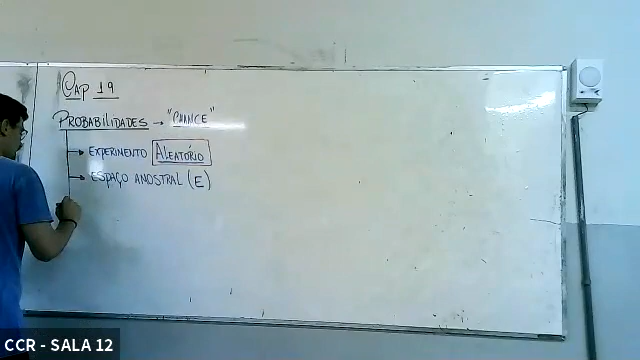 Cap 19
PROBABILIDADES → "CHANCE"
EXPERIMENTO ALEATÓRIO
ESPAÇO AMOSTRAL (E)
CCR - SALA 12